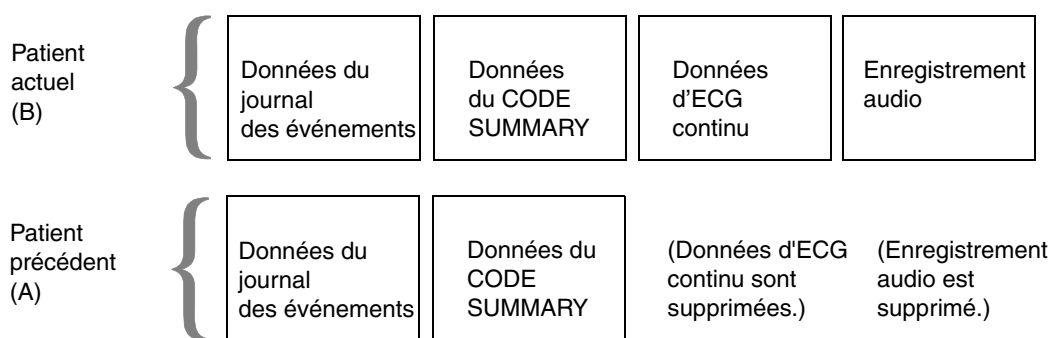 Patient
actuel
(B)
Données du
journal
des événements
Données
du CODE
SUMMARY
Données
d’ECG
continu
Enregistrement
audio
Patient
précédent
(A)
Données du
journal
des événements
Données du
CODE
SUMMARY
(Données d'ECG
continu sont
supprimées.)
(Enregistrement
audio est
supprimé.)